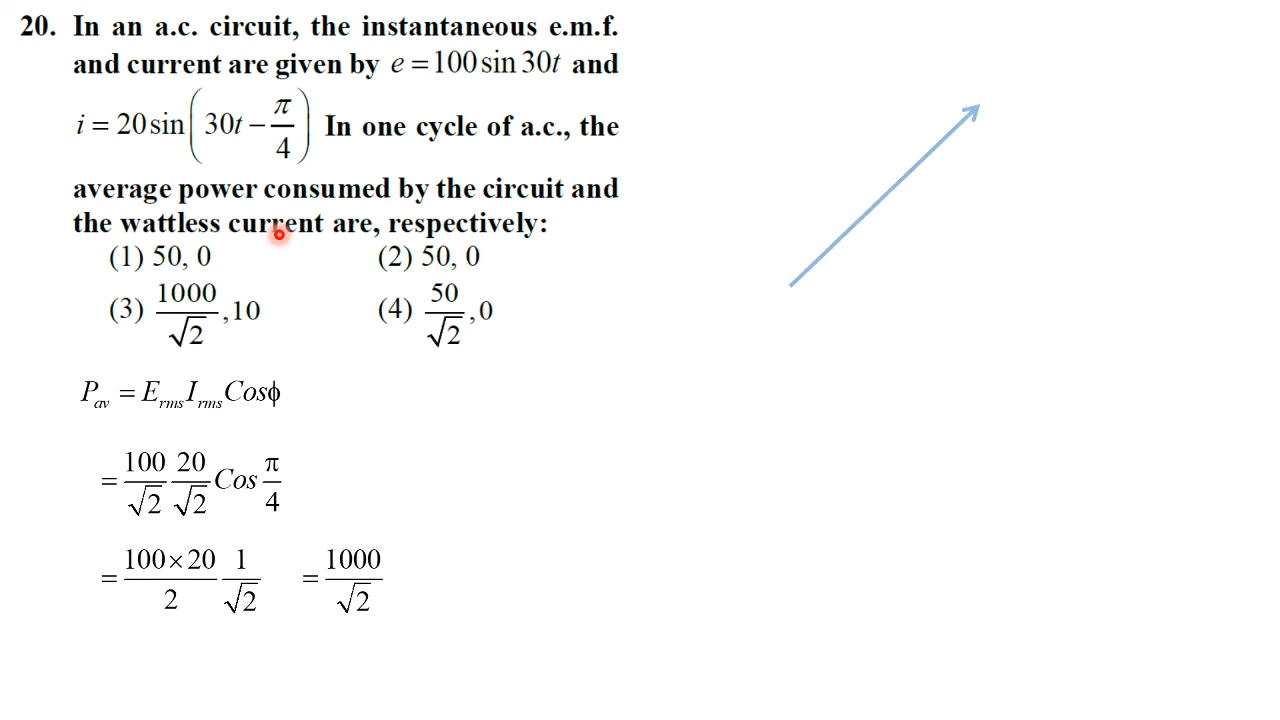 20. In an a.c. circuit, the instantaneous e.m.f.
and current are given by e = 100 sin 30t and
i = 20 sin(30t − π/4) In one cycle of a.c., the
average power consumed by the circuit and
the wattless current are, respectively:
(1) 50, 0 (2) 50, 0
(3) 1000/√2 ,10 (4) 50/√2 ,0
P_av = E_rms I_rms Cosϕ
= 100/√2 20/√2 Cos π/4
= 100×20/2 1/√2 = 1000/√2